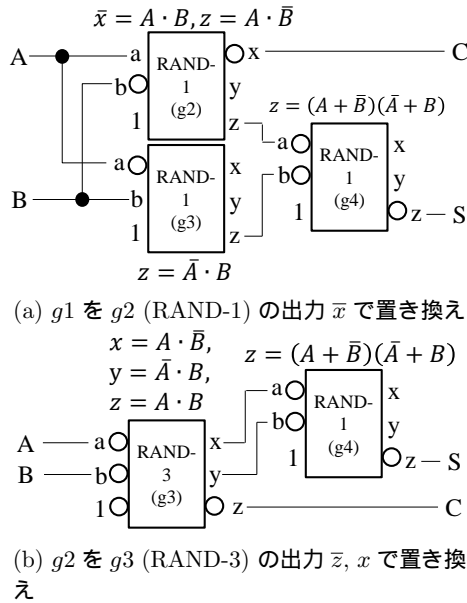 x̄ = A · B, z = A · B̄
A
a
RAND-
1
(g2)
x
C
b
y
1
z
z = (A + B̄)(Ā + B)
a
RAND-
1
(g3)
x
B
b
y
1
z
a
RAND-
1
(g4)
x
b
y
1
z
S
z = Ā · B
(a) g1 を g2 (RAND-1) の出力 x̄ で置き換え
x = A · B̄,
y = Ā · B,
z = A · B
z = (A + B̄)(Ā + B)
A
a
RAND-
3
(g3)
x
B
b
y
1
z
C
a
RAND-
1
(g4)
x
b
y
1
z
S
(b) g2 を g3 (RAND-3) の出力 z̄, x で置き換
え